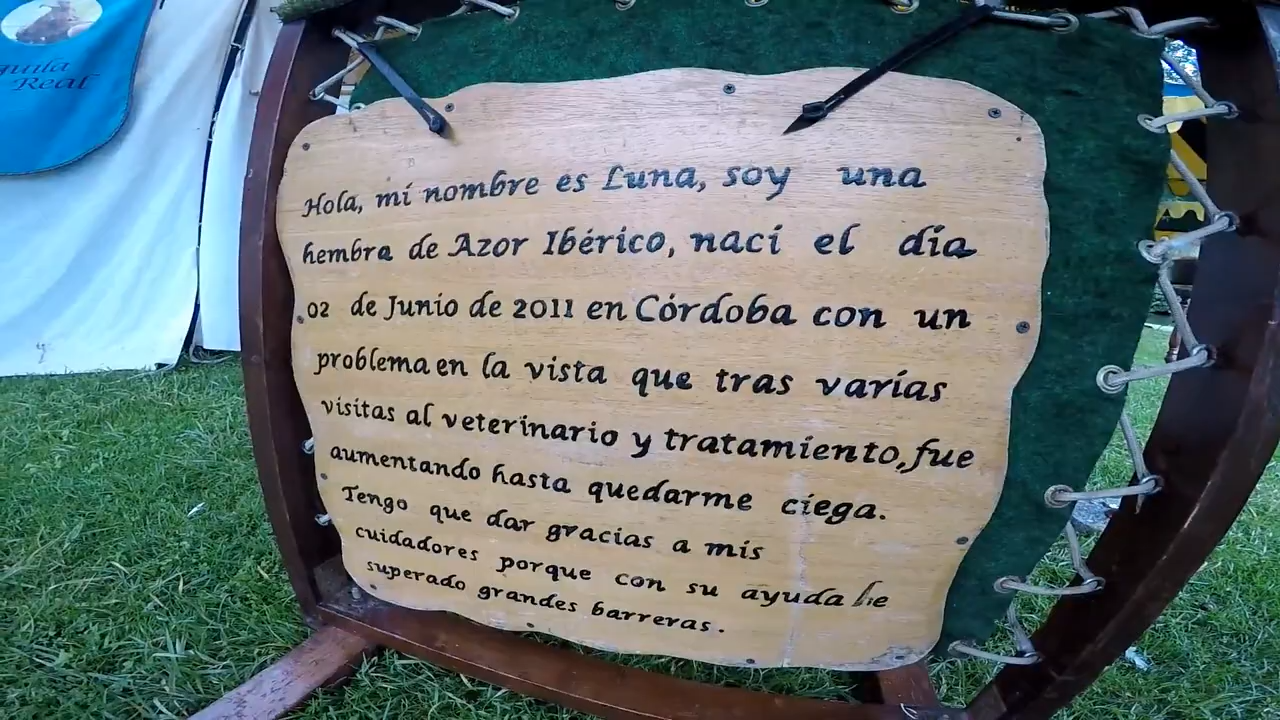 guila
Real
Hola, mi nombre es Luna, soy una
hembra de Azor Ibérico, nací el día
02 de Junio de 2011 en Córdoba con un
problema en la vista que tras varias
visitas al veterinario y tratamiento, fue
aumentando hasta quedarme ciega.
Tengo que dar gracias a mis
cuidadores porque con su ayuda he
superado grandes barreras.